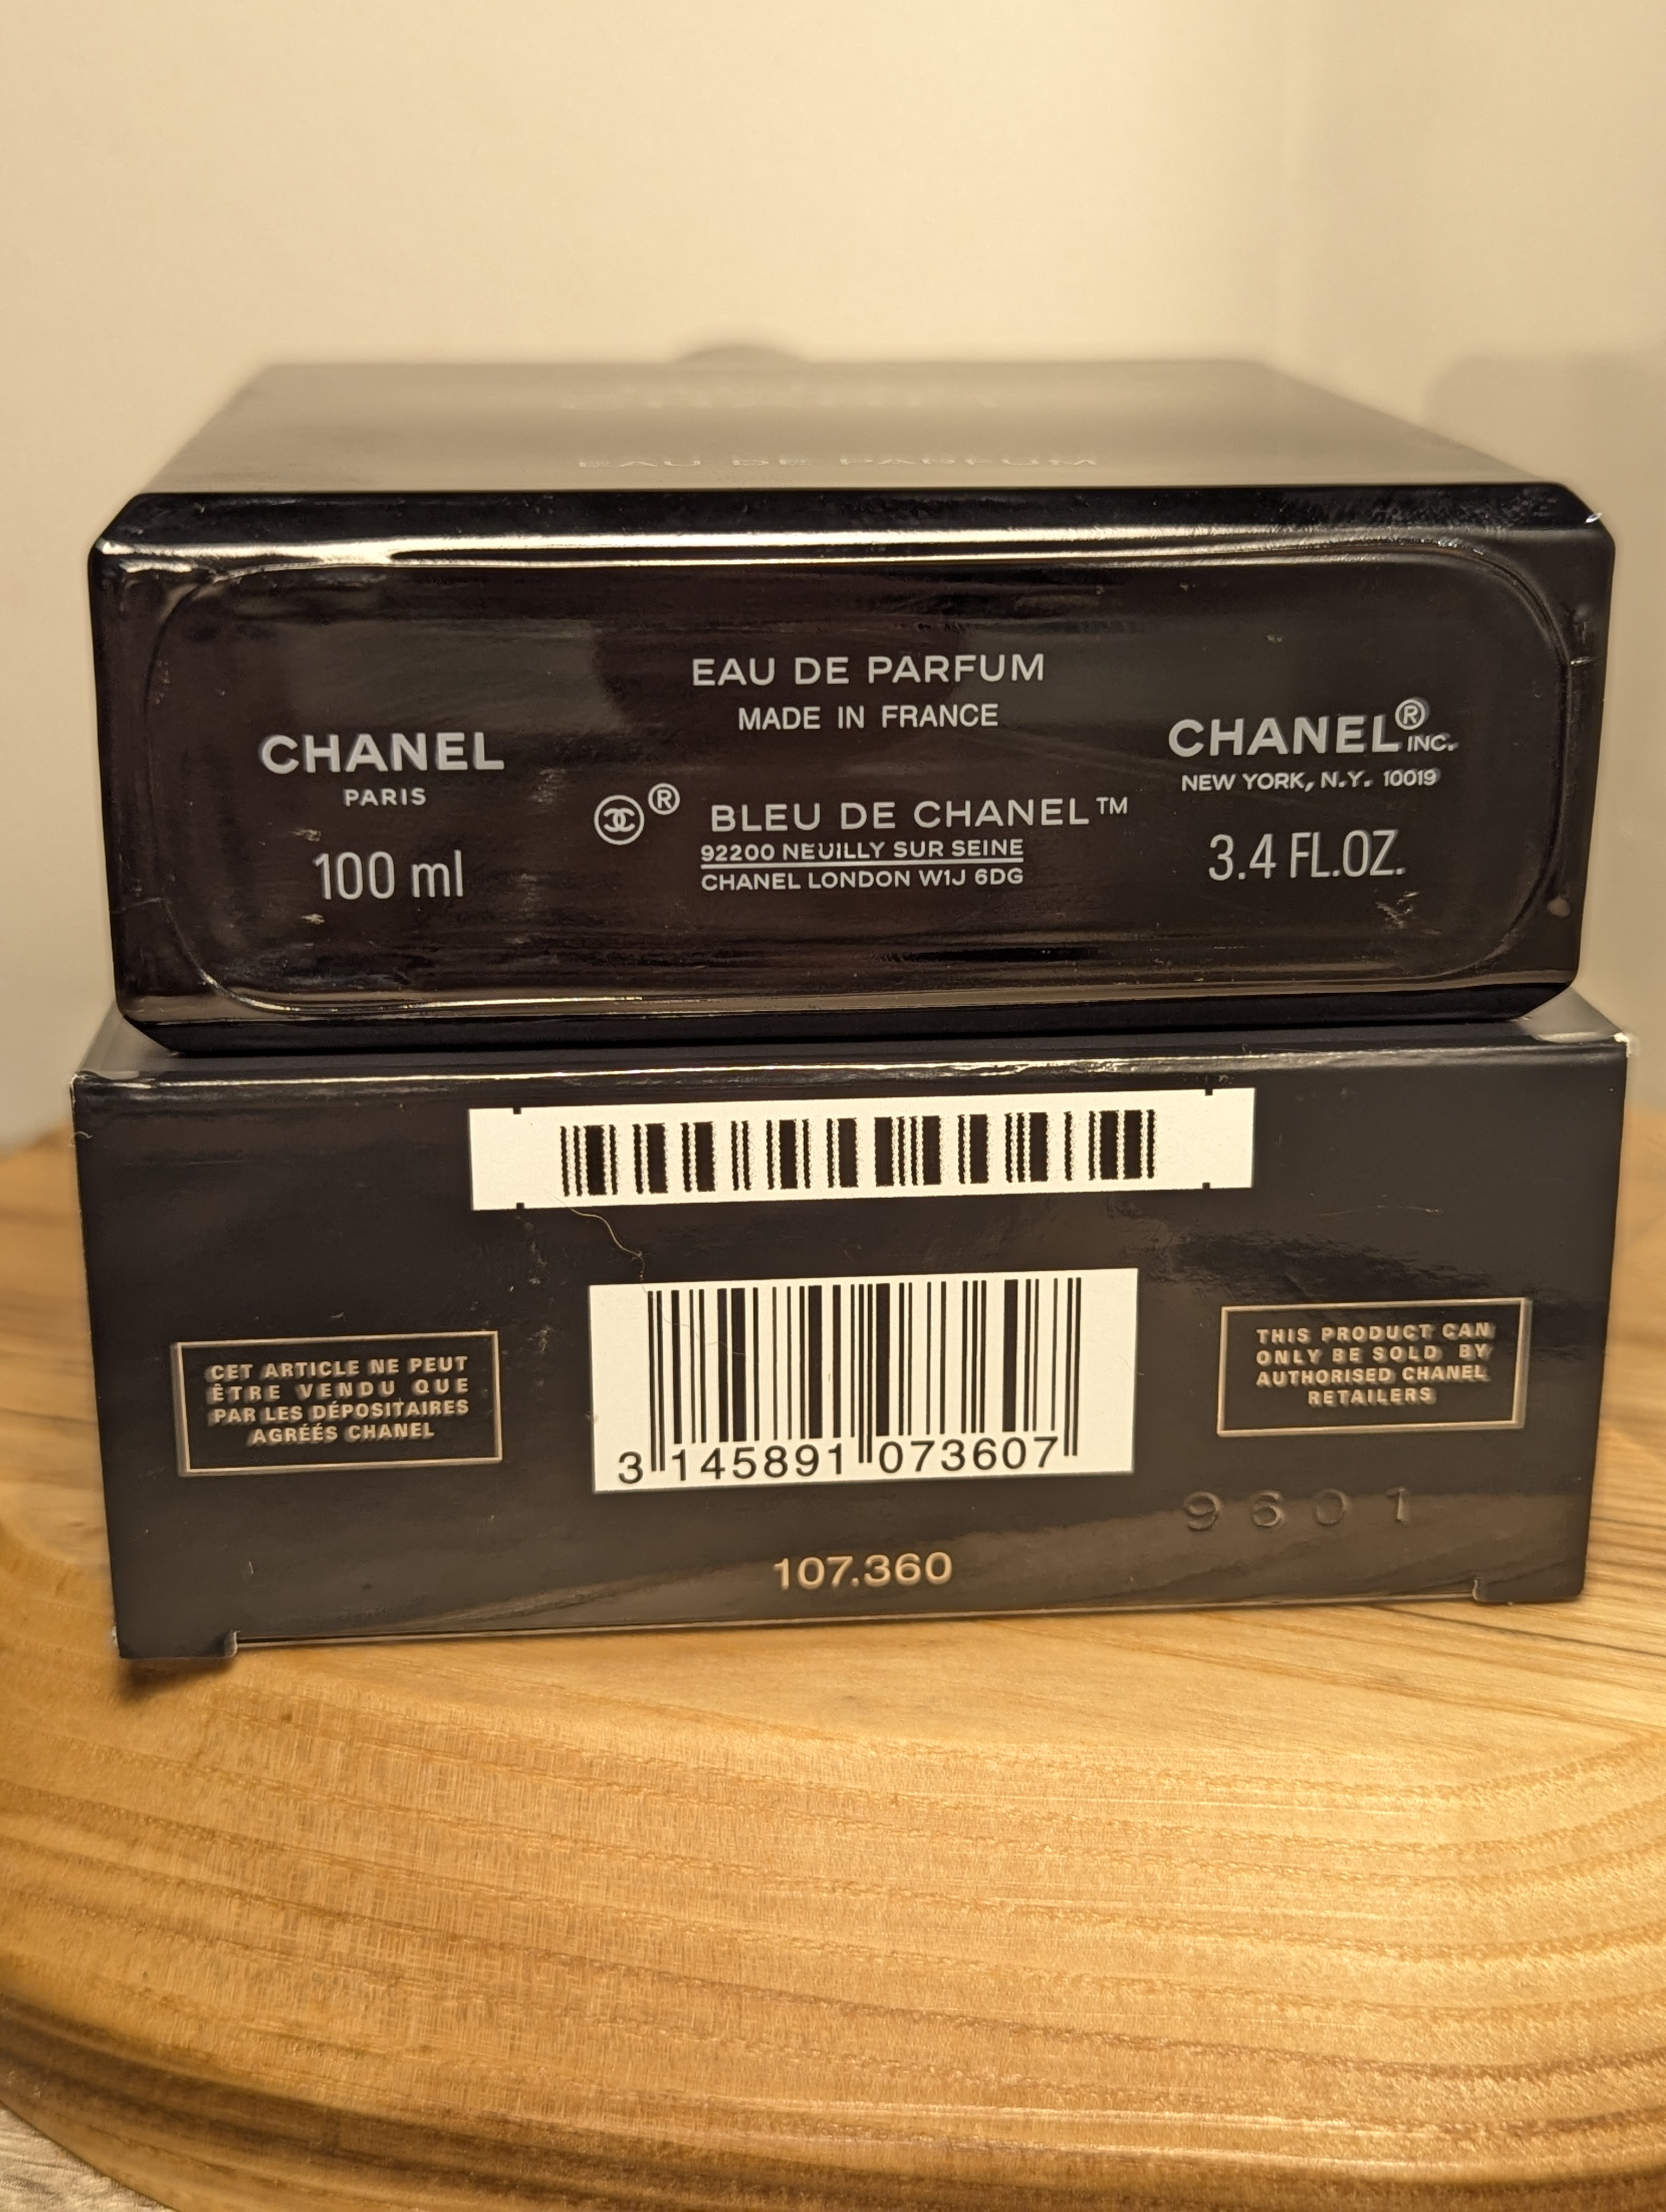 EAU DE PARFUM
EAU DE PARFUM
MADE IN FRANCE
CHANEL
PARIS
100 ml
® BLEU DE CHANEL™
92200 NEUILLY SUR SEINE
CHANEL LONDON W1J 6DG
CHANEL® INC.
NEW YORK, N.Y. 10019
3.4 FL.OZ.
CET ARTICLE NE PEUT
ÊTRE VENDU QUE
PAR LES DÉPOSITAIRES
AGRÉÉS CHANEL
3 145891 073607
THIS PRODUCT CAN
ONLY BE SOLD BY
AUTHORISED CHANEL
RETAILERS
9601
107.360